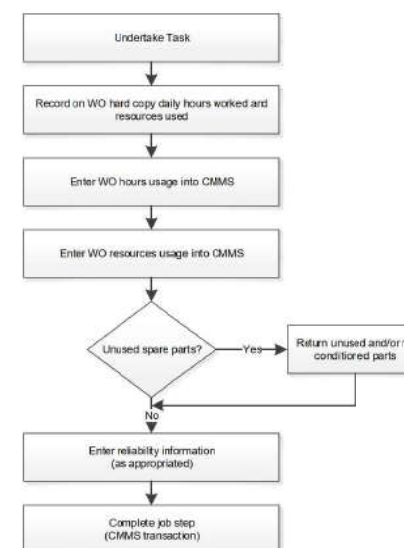 Undertake Task
Record on WO hard copy daily hours worked and
resources used
Enter WO hours usage into CMMS
Enter WO resources usage into CMMS
Unused spare parts?
Yes
Return unused and/or
conditioned parts
No
Enter reliability information
(as appropriated)
Complete job step
(CMMS transaction)